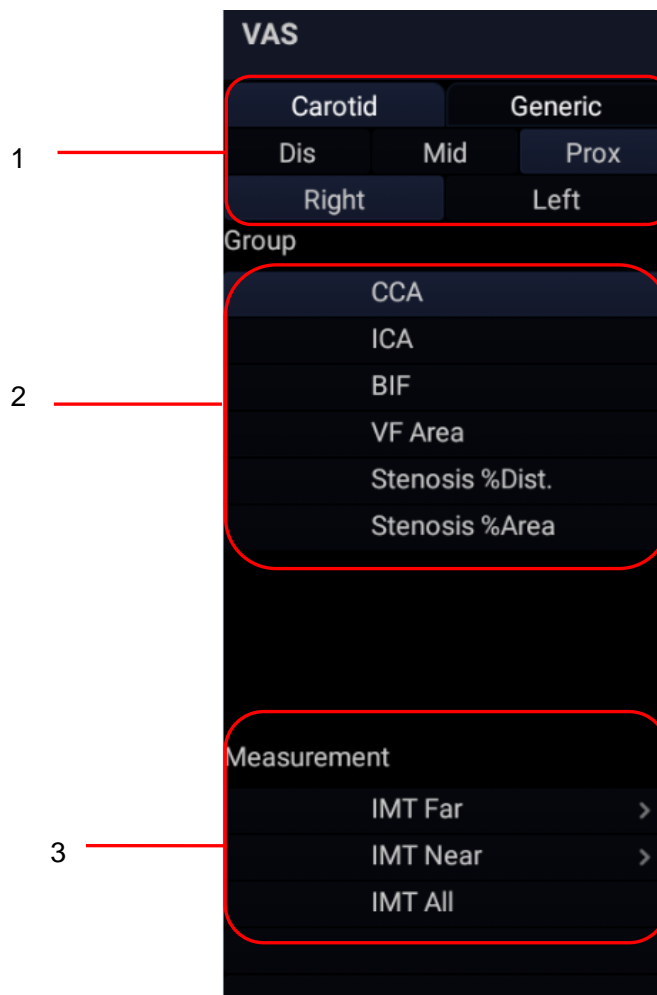 VAS
Carotid Generic
1
Dis Mid Prox
Right Left
Group
CCA
ICA
2
BIF
VF Area
Stenosis %Dist.
Stenosis %Area
Measurement
IMT Far >
3
IMT Near >
IMT All